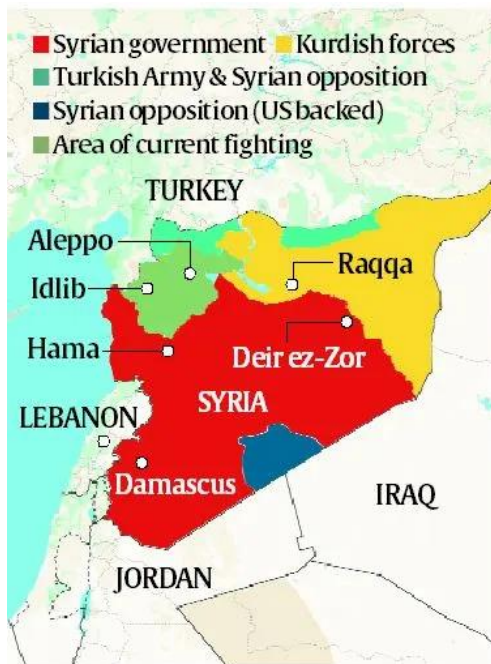 Syrian government
Kurdish forces
Turkish Army & Syrian opposition
Syrian opposition (US backed)
Area of current fighting
TURKEY
Aleppo
Idlib
Raqqa
Hama
Deir ez-Zor
SYRIA
LEBANON
Damascus
IRAQ
JORDAN